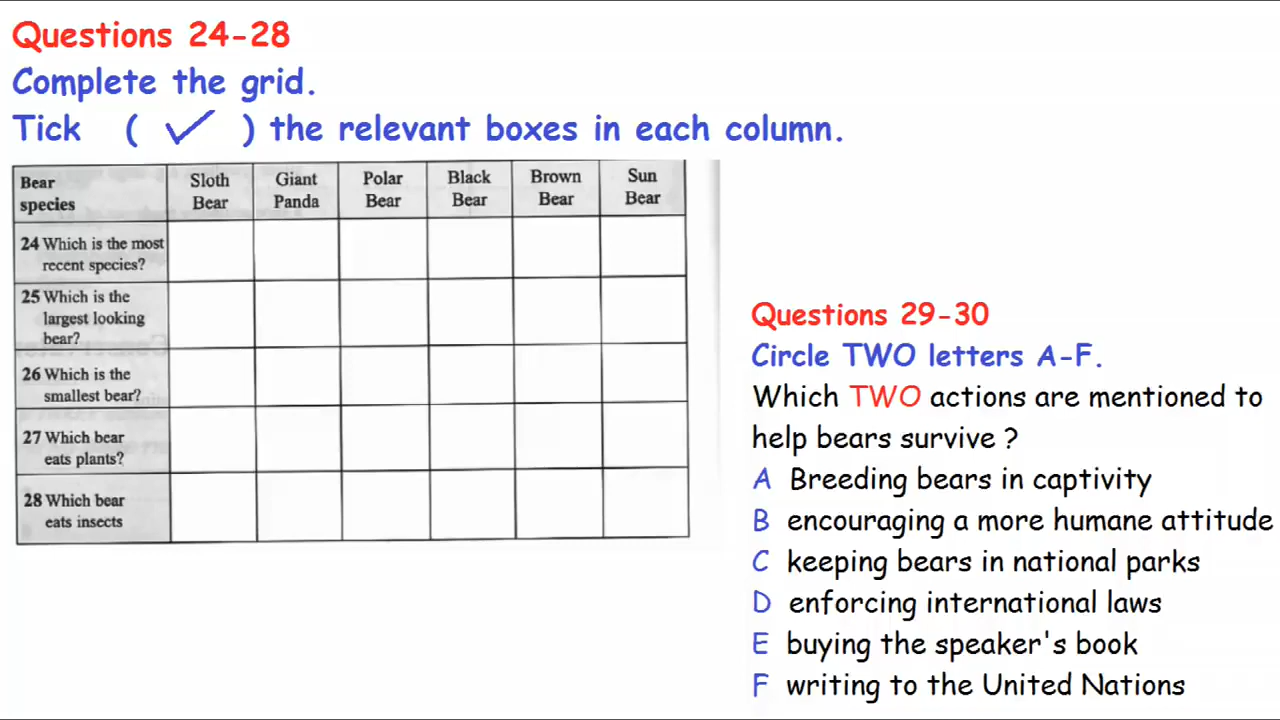 Questions 24-28
Complete the grid.
Tick ( ✓ ) the relevant boxes in each column.
Bear species
Sloth Bear
Giant Panda
Polar Bear
Black Bear
Brown Bear
Sun Bear
24 Which is the most
recent species?
25 Which is the
largest looking
bear?
26 Which is the
smallest bear?
27 Which bear
eats plants?
28 Which bear
eats insects
Questions 29-30
Circle TWO letters A-F.
Which TWO actions are mentioned to
help bears survive ?
A Breeding bears in captivity
B encouraging a more humane attitude
C keeping bears in national parks
D enforcing international laws
E buying the speaker's book
F writing to the United Nations